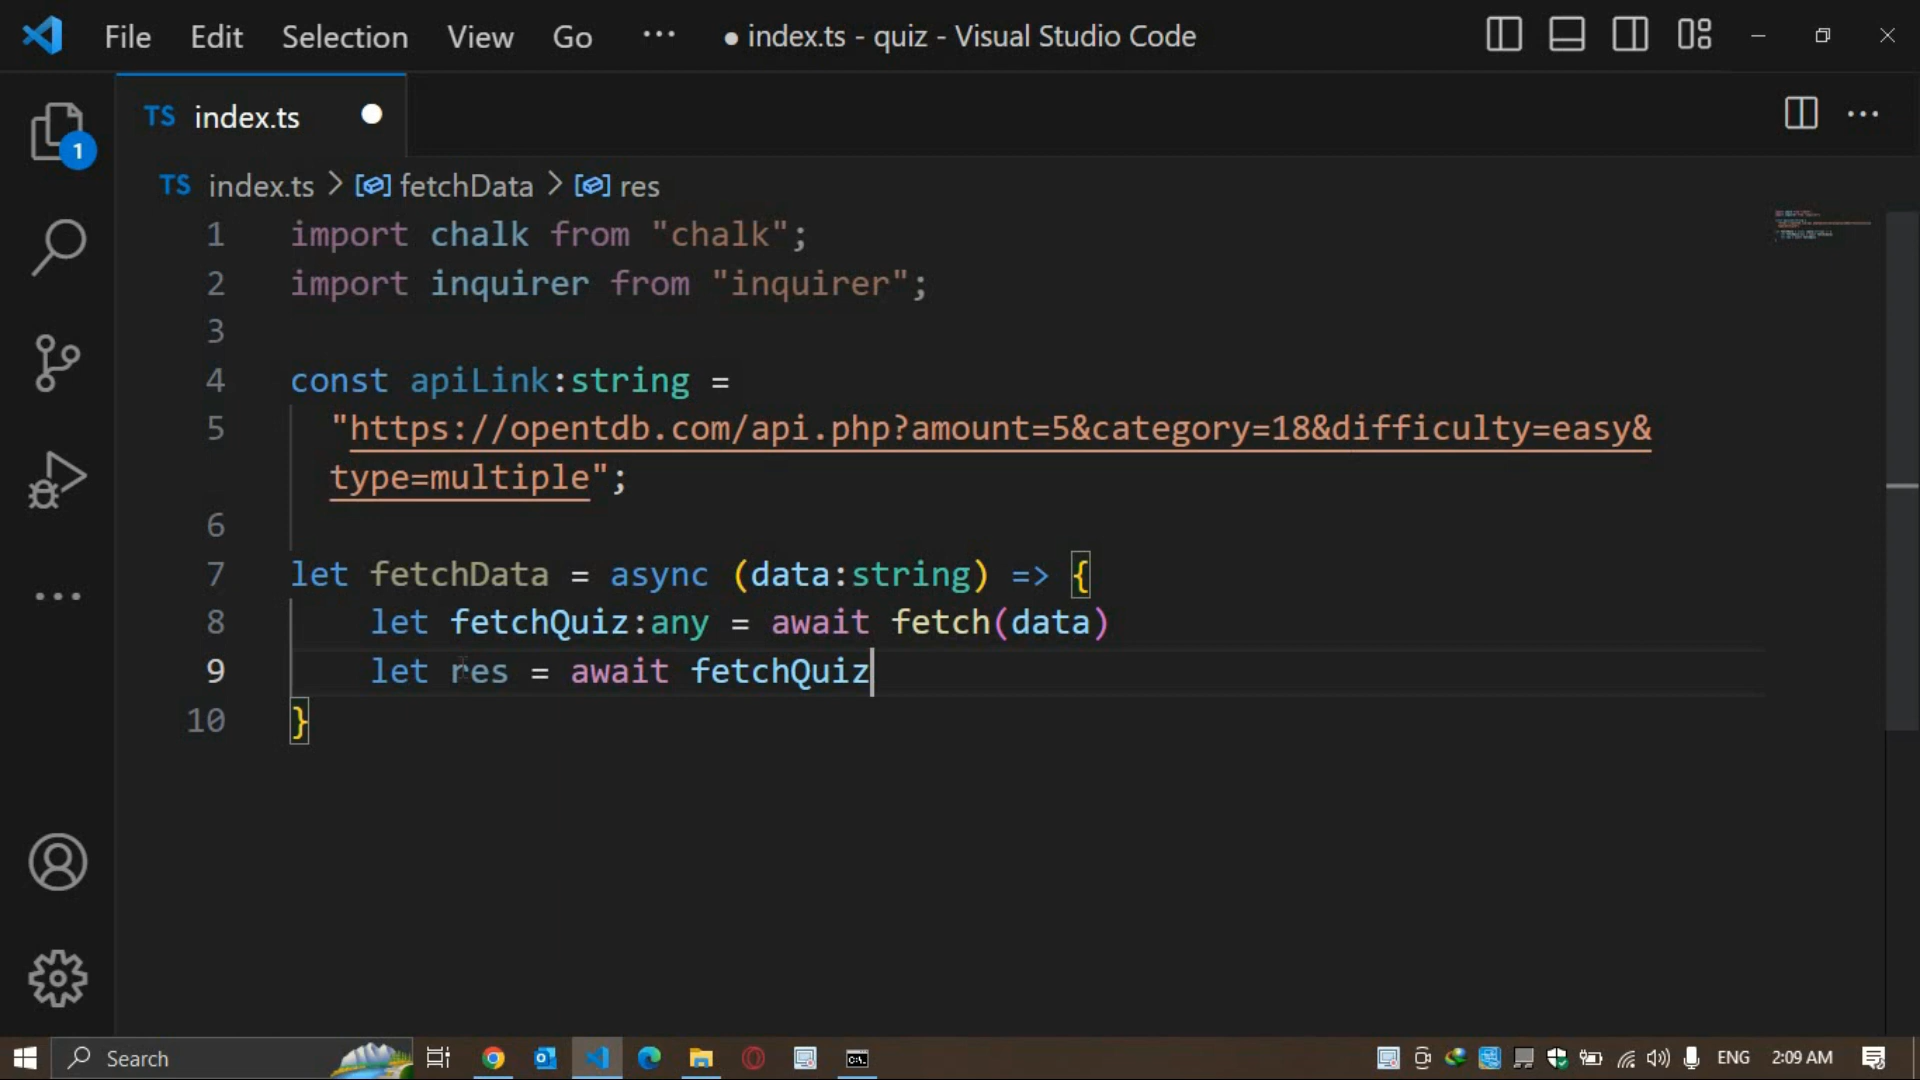 File Edit Selection View Go ··· ● index.ts - quiz - Visual Studio Code
TS index.ts
1
TS index.ts > fetchData > res
1 import chalk from "chalk";
2 import inquirer from "inquirer";
3
4 const apiLink:string =
5 "https://opentdb.com/api.php?amount=5&category=18&difficulty=easy&
type=multiple";
6
7 let fetchData = async (data:string) => {
8 let fetchQuiz:any = await fetch(data)
9 let res = await fetchQuiz
10 }
Search ENG 2:09 AM